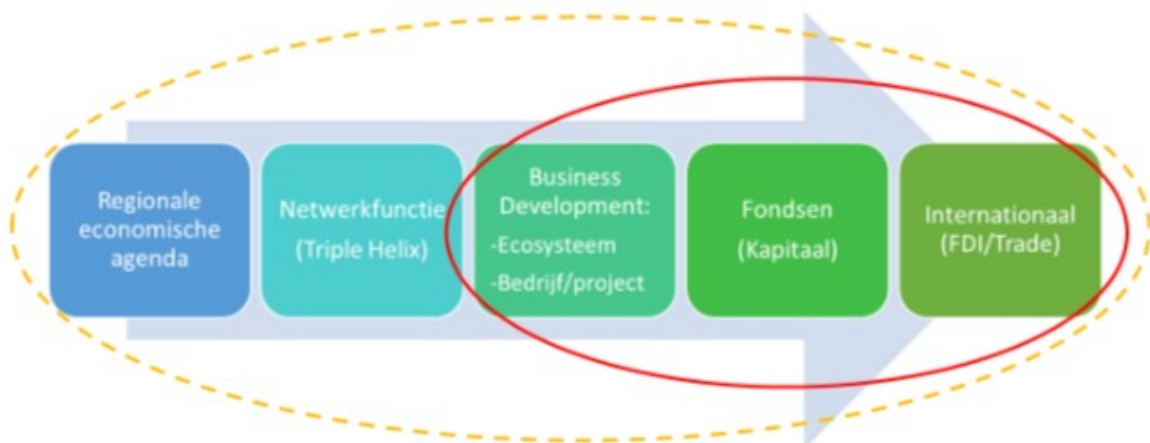 Regionale
economische
agenda
Netwerkfunctie
(Triple Helix)
Business
Development:
-Ecosysteem
-Bedrijf/project
Fondsen
(Kapitaal)
Internationaal
(FDI/Trade)